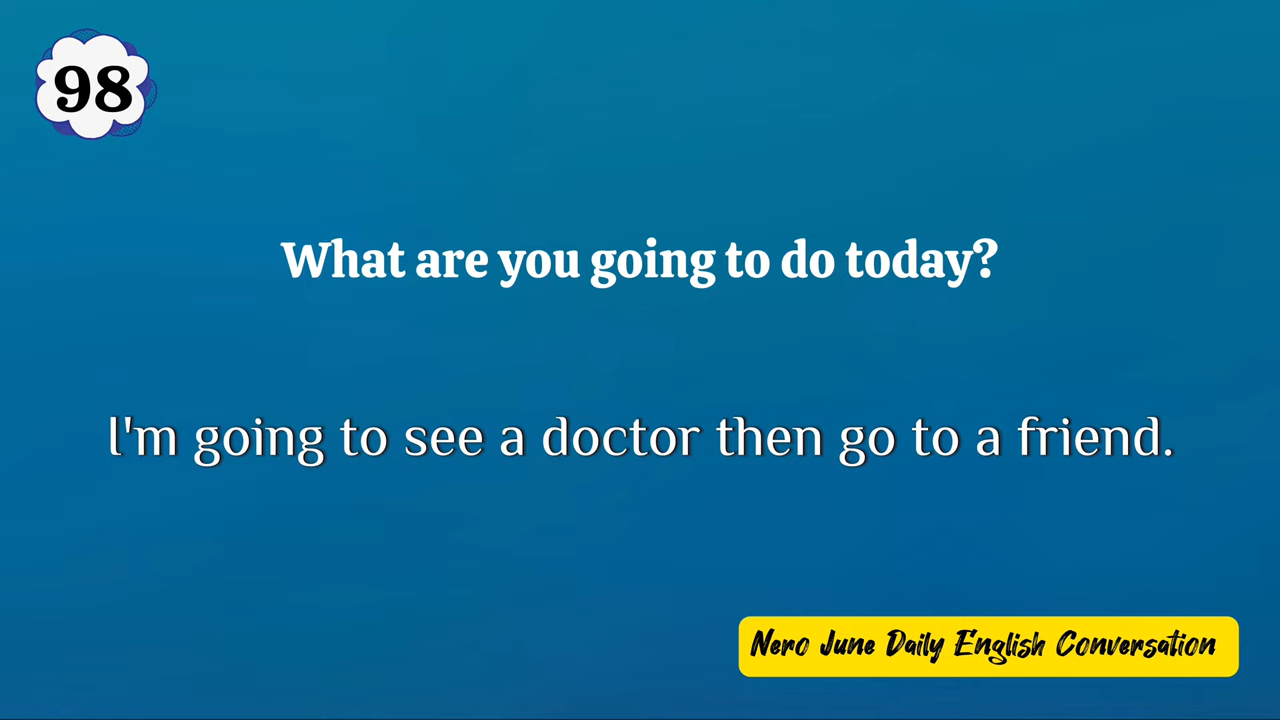 98
What are you going to do today?
I'm going to see a doctor then go to a friend.
Nero June Daily English Conversation